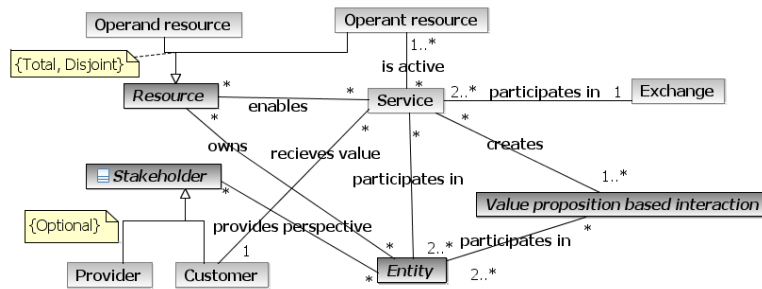 Operand resource
Operant resource
{Total, Disjoint}
1..*
is active
Resource
*
*
*
enables
Service
2..*
participates in
1
Exchange
*
*
*
*
owns
recieves value
creates
Stakeholder
*
participates in
1..*
Value proposition based interaction
{Optional}
provides perspective
*
participates in
1
*
2..*
Provider
Customer
*
Entity
2..*